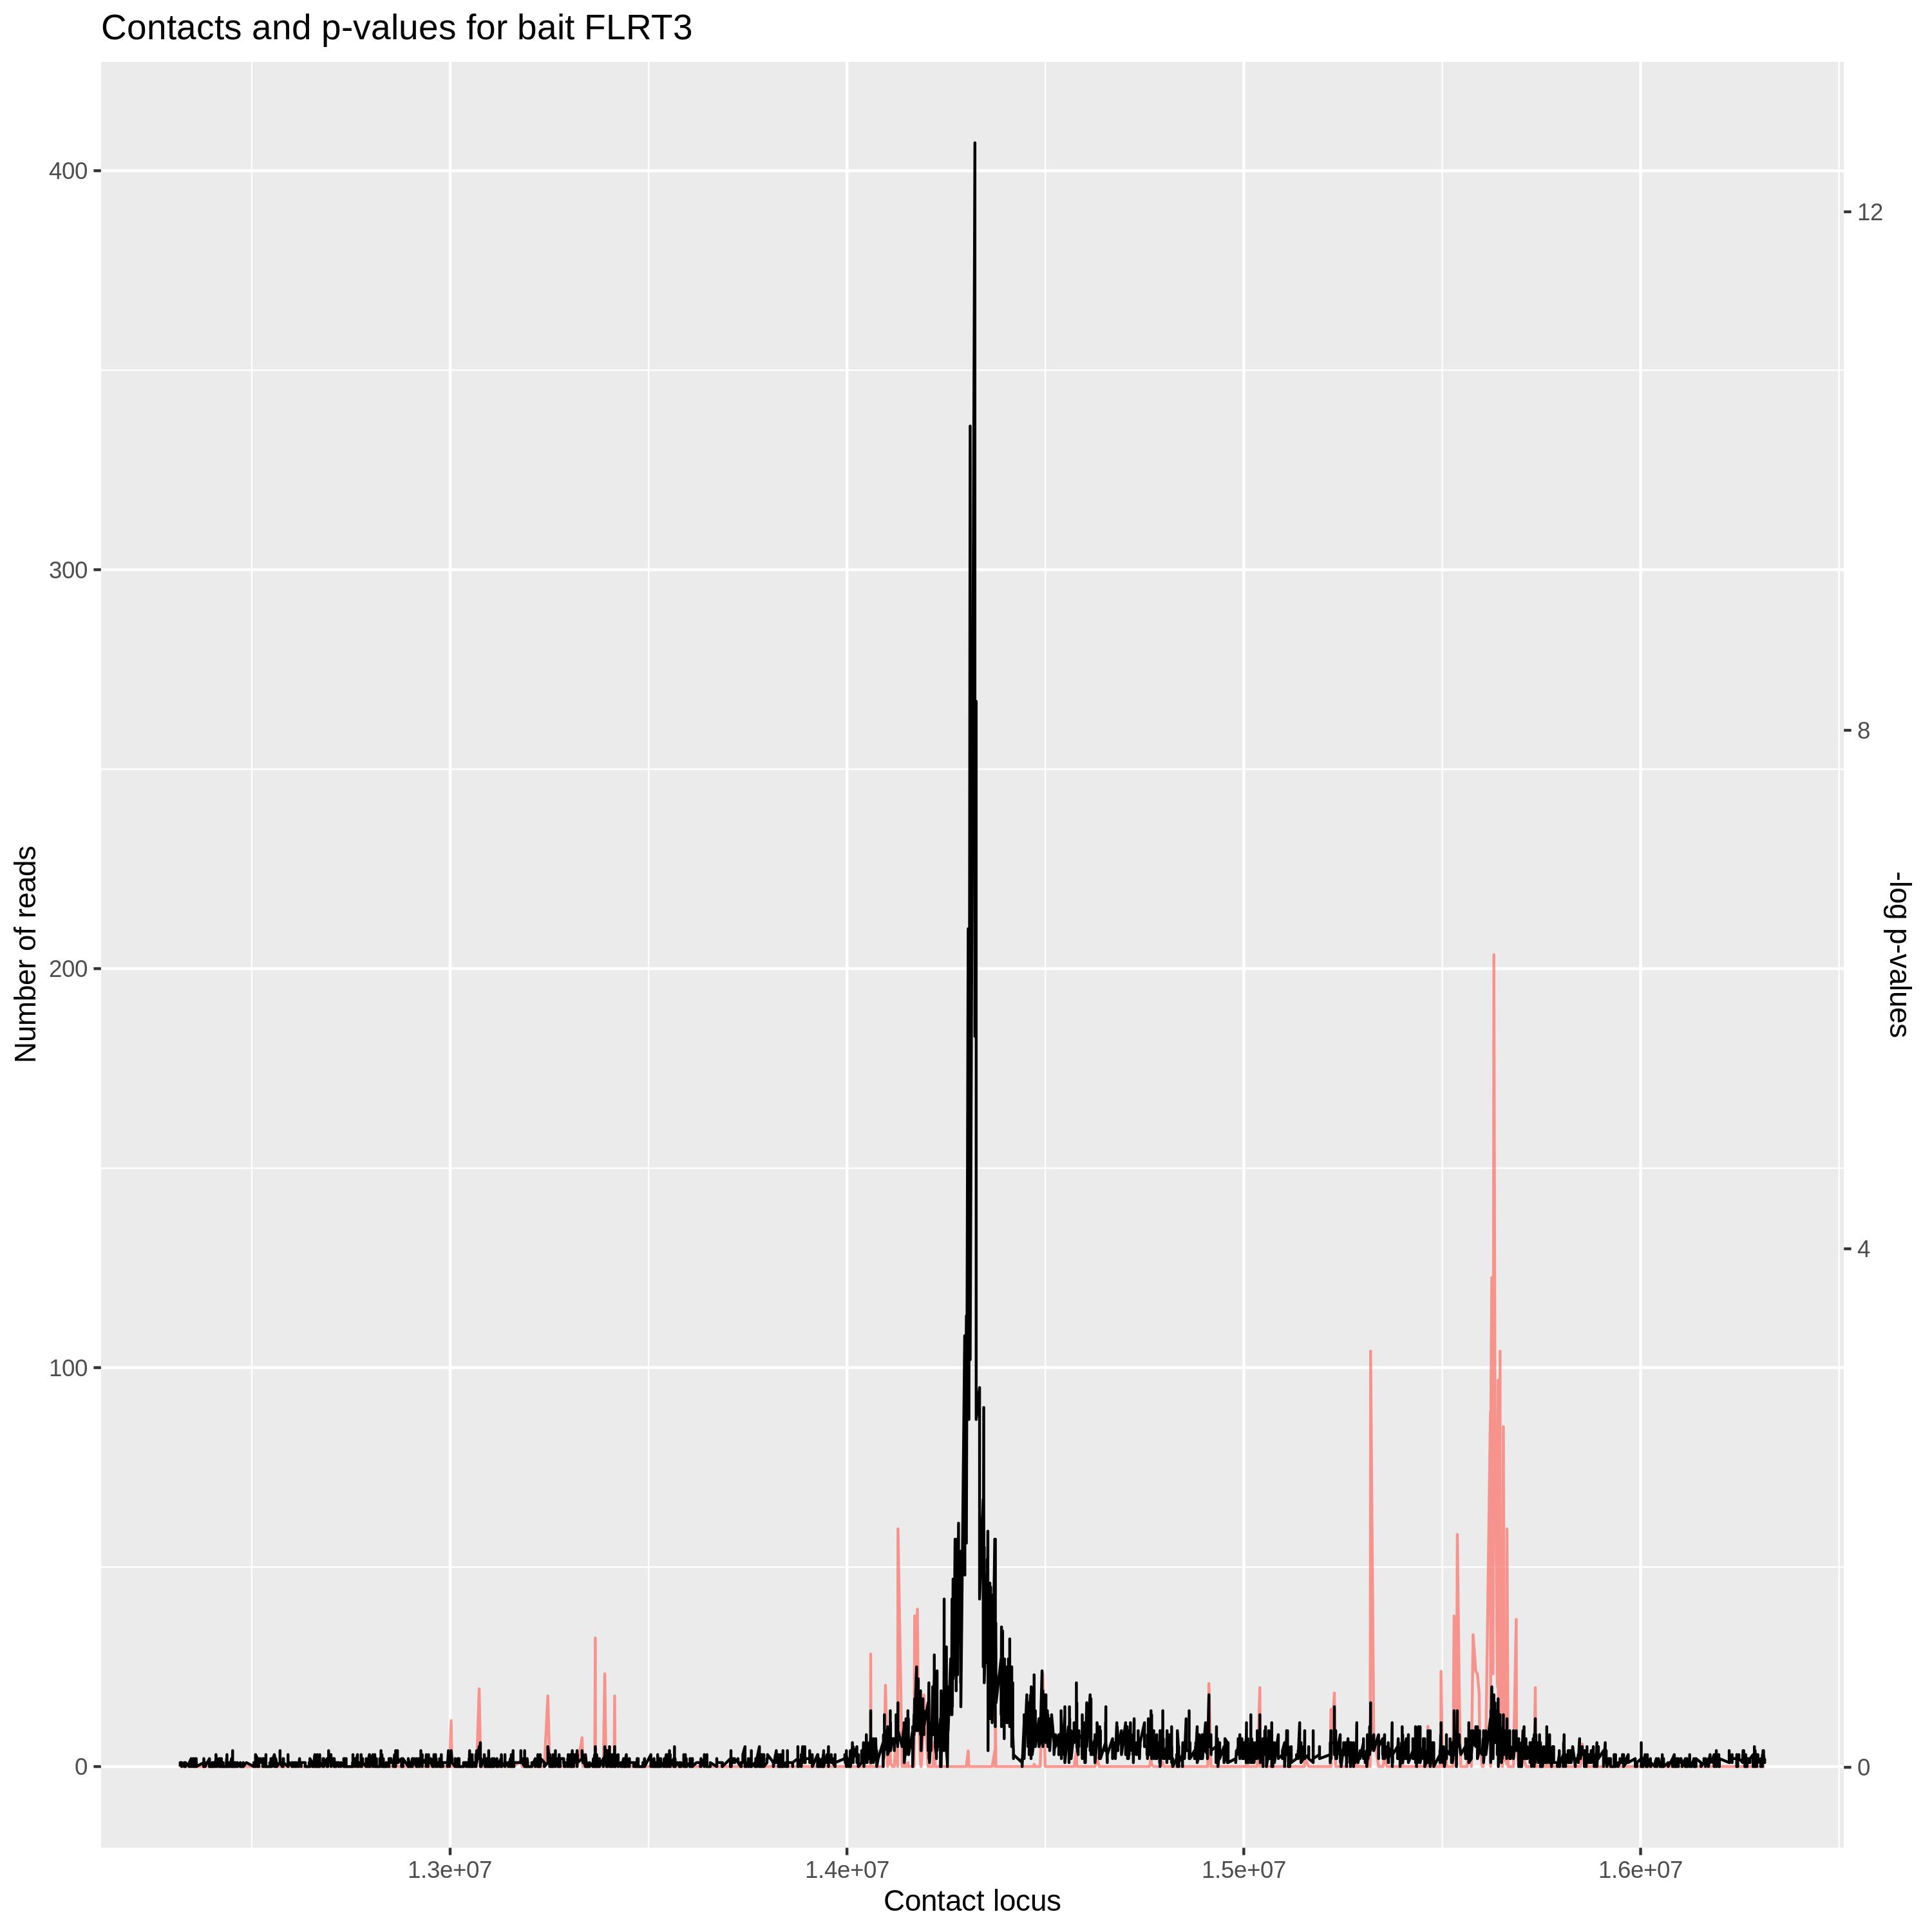 Contacts and p-values for bait FLRT3
400
300
200
100
0
Number of reads
12
8
4
0
-log p-values
1.3e+07
1.4e+07
1.5e+07
1.6e+07
Contact locus